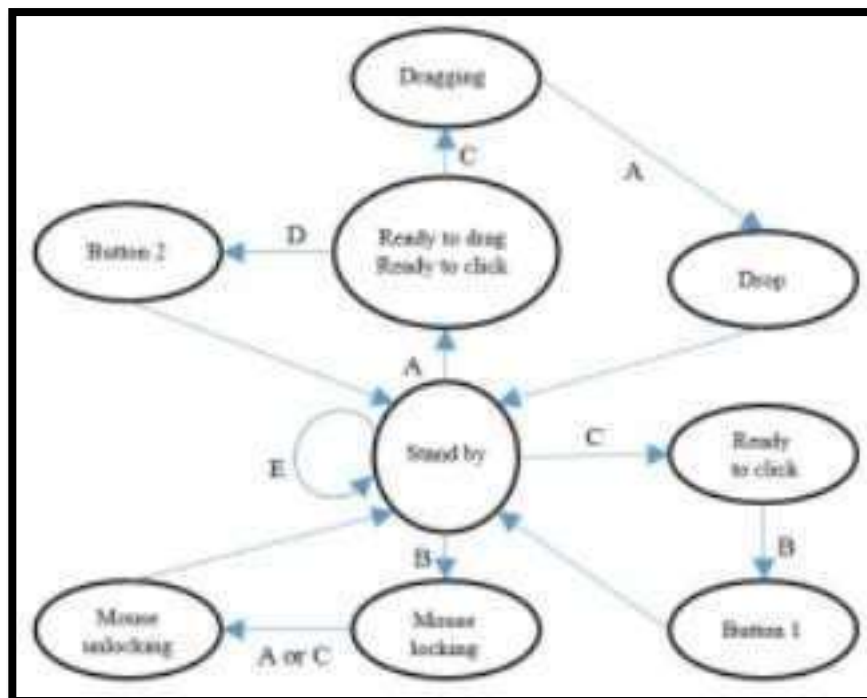 Dragging
C
A
Button 2
D
Ready to drag
Ready to click
Drop
A
Stand by
C
Ready
to click
E
B
B
Mouse
unlocking
A or C
Mouse
locking
Button 1